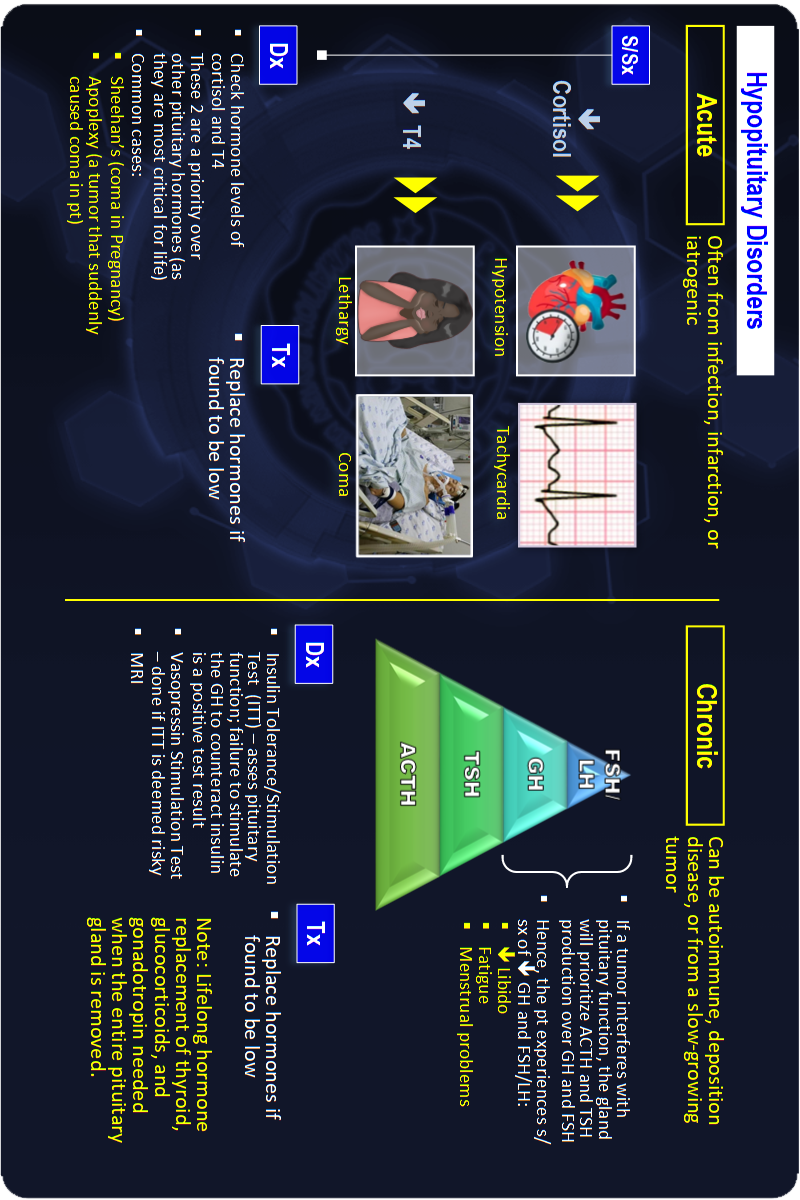 Hypopituitary Disorders
Acute
Often from infection, infarction, or
iatrogenic
S/Sx
🡫
Cortisol
Hypotension
Tachycardia
🡫 T4
Lethargy
Coma
Dx
▪ Check hormone levels of
cortisol and T4
▪ These 2 are a priority over
other pituitary hormones (as
they are most critical for life)
▪ Common cases:
▪ Sheehan's (coma in Pregnancy)
▪ Apoplexy (a tumor that suddenly
caused coma in pt)
Tx
▪ Replace hormones if
found to be low
Chronic
Can be autoimmune, deposition
disease, or from a slow-growing
tumor
FSH/
LH
GH
TSH
ACTH
▪ If a tumor interferes with
pituitary function, the gland
will prioritize ACTH and TSH
production over GH and FSH
▪ Hence, the pt experiences s/
sx of 🡫 GH and FSH/LH:
▪ 🡫 Libido
▪ Fatigue
▪ Menstrual problems
Dx
▪ Insulin Tolerance/Stimulation
Test (ITT) – asses pituitary
function; failure to stimulate
the GH to counteract insulin
is a positive test result
▪ Vasopressin Stimulation Test
– done if ITT is deemed risky
▪ MRI
Tx
▪ Replace hormones if
found to be low
Note: Lifelong hormone
replacement of thyroid,
glucocorticoids, and
gonadotropin needed
when the entire pituitary
gland is removed.